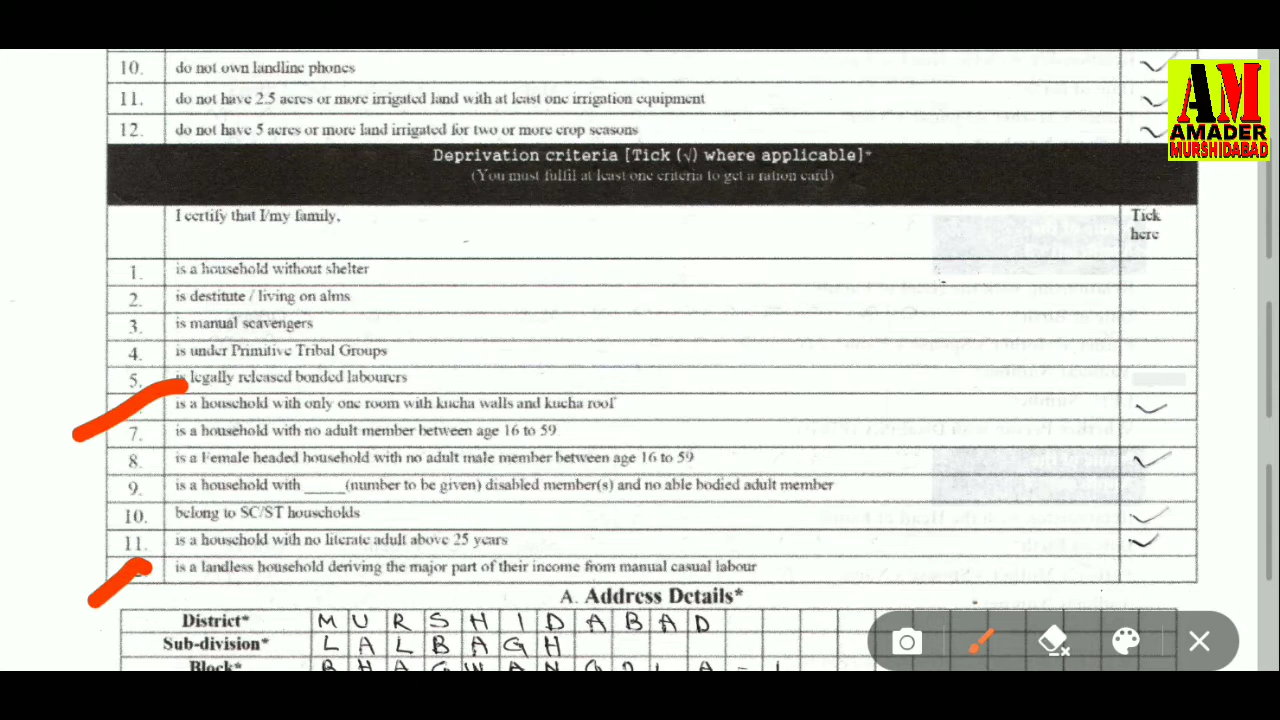 10. do not own landline phones
11. do not have 2.5 acres or more irrigated land with at least one irrigation equipment
12. do not have 5 acres or more land irrigated for two or more crop seasons
AM
AMADER
MURSHIDABAD
Deprivation criteria [Tick (√) where applicable]*
(You must fulfil at least one criteria to get a ration card)
I certify that I/my family, Tick
here
1. is a household without shelter
2. is destitute / living on alms
3. is manual scavengers
4. is under Primitive Tribal Groups
5. is legally released bonded labourers
is a household with only one room with kucha walls and kucha roof
7. is a household with no adult member between age 16 to 59
8. is a Female headed household with no adult male member between age 16 to 59
9. is a household with _____(number to be given) disabled member(s) and no able bodied adult member
10. belong to SC/ST households
11. is a household with no literate adult above 25 years
is a landless household deriving the major part of their income from manual casual labour
A. Address Details*
District* MURSHIDABAD
Sub-division* LALBAGH
Block* BHAGWANGOLA-1